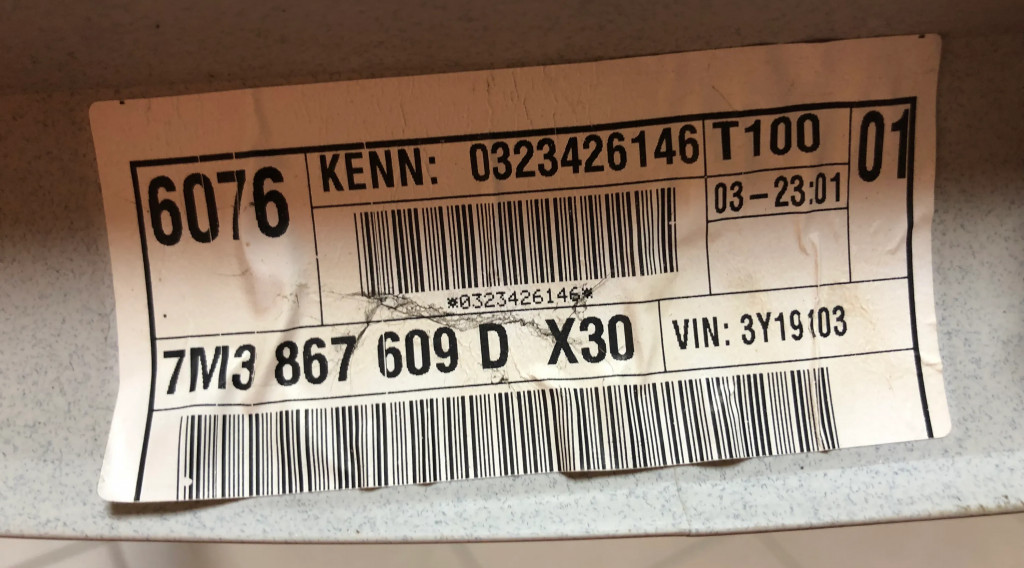 6076
KENN: 0323426146
T100
01
03-23:01
*0323426146*
7M3 867 609 D X30
VIN: 3Y19103